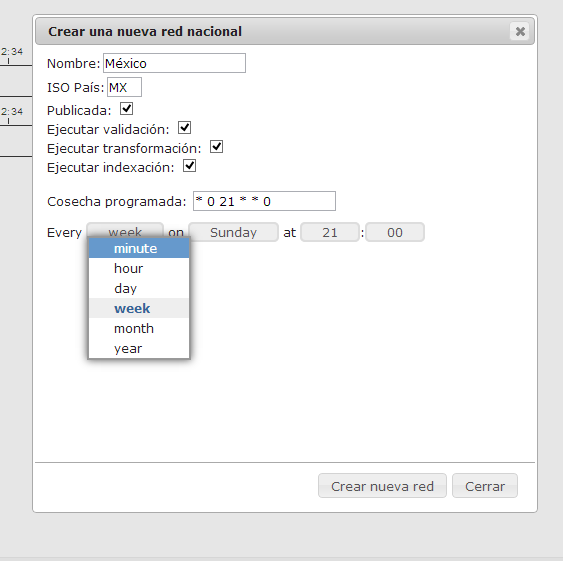 Crear una nueva red nacional
2:34
Nombre: México
ISO País: MX
2:34
Publicada:
Ejecutar validación:
Ejecutar transformación:
Ejecutar indexación:
Cosecha programada: * 0 21 * * 0
Every week on Sunday at 21 : 00
minute
hour
day
week
month
year
Crear nueva red Cerrar